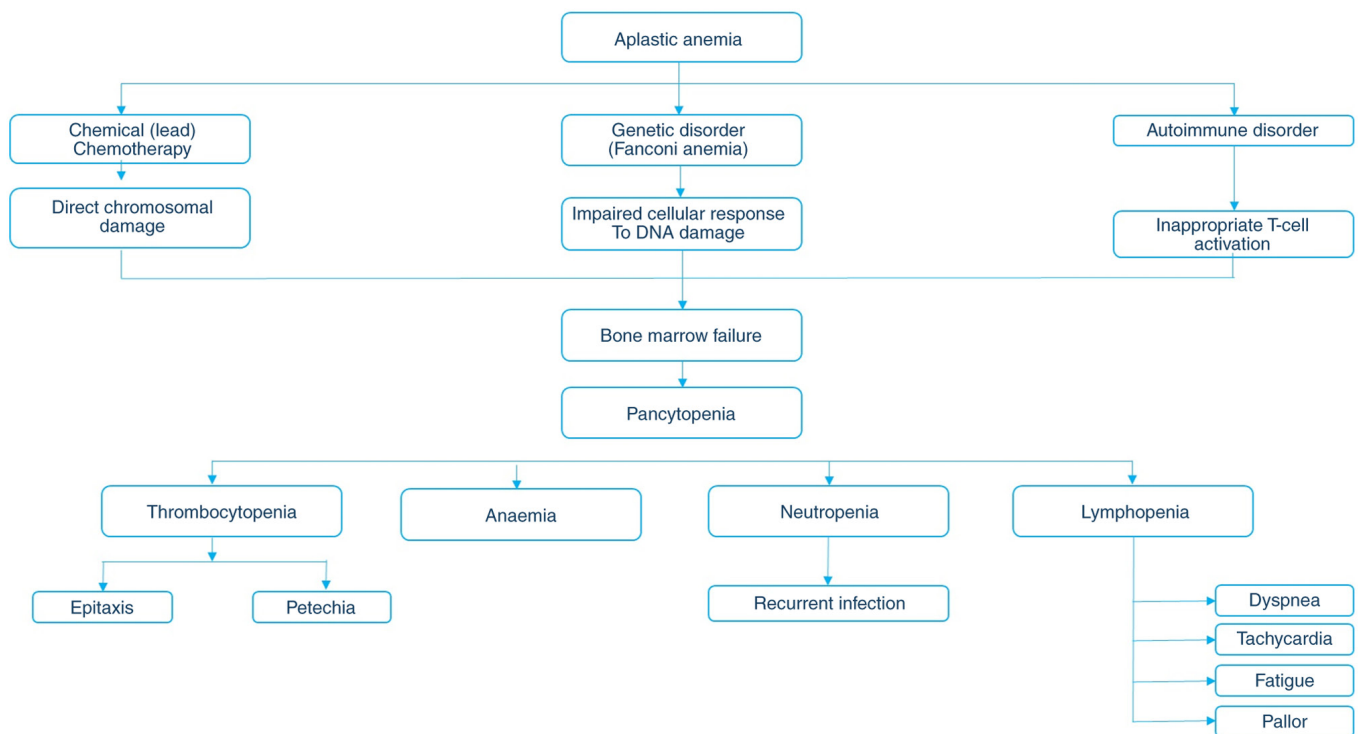 Aplastic anemia
Chemical (lead)
Chemotherapy
Genetic disorder
(Fanconi anemia)
Autoimmune disorder
Direct chromosomal
damage
Impaired cellular response
To DNA damage
Inappropriate T-cell
activation
Bone marrow failure
Pancytopenia
Thrombocytopenia
Anaemia
Neutropenia
Lymphopenia
Epitaxis
Petechia
Recurrent infection
Dyspnea
Tachycardia
Fatigue
Pallor